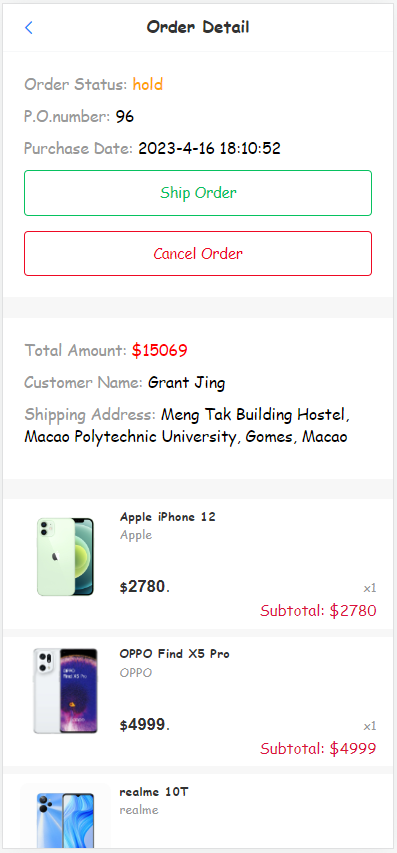 Order Detail
Order Status: hold
P.O.number: 96
Purchase Date: 2023-4-16 18:10:52
Ship Order
Cancel Order
Total Amount: $15069
Customer Name: Grant Jing
Shipping Address: Meng Tak Building Hostel,
Macao Polytechnic University, Gomes, Macao
Apple iPhone 12
Apple
$2780.
x1
Subtotal: $2780
OPPO Find X5 Pro
OPPO
$4999.
x1
Subtotal: $4999
realme 10T
realme